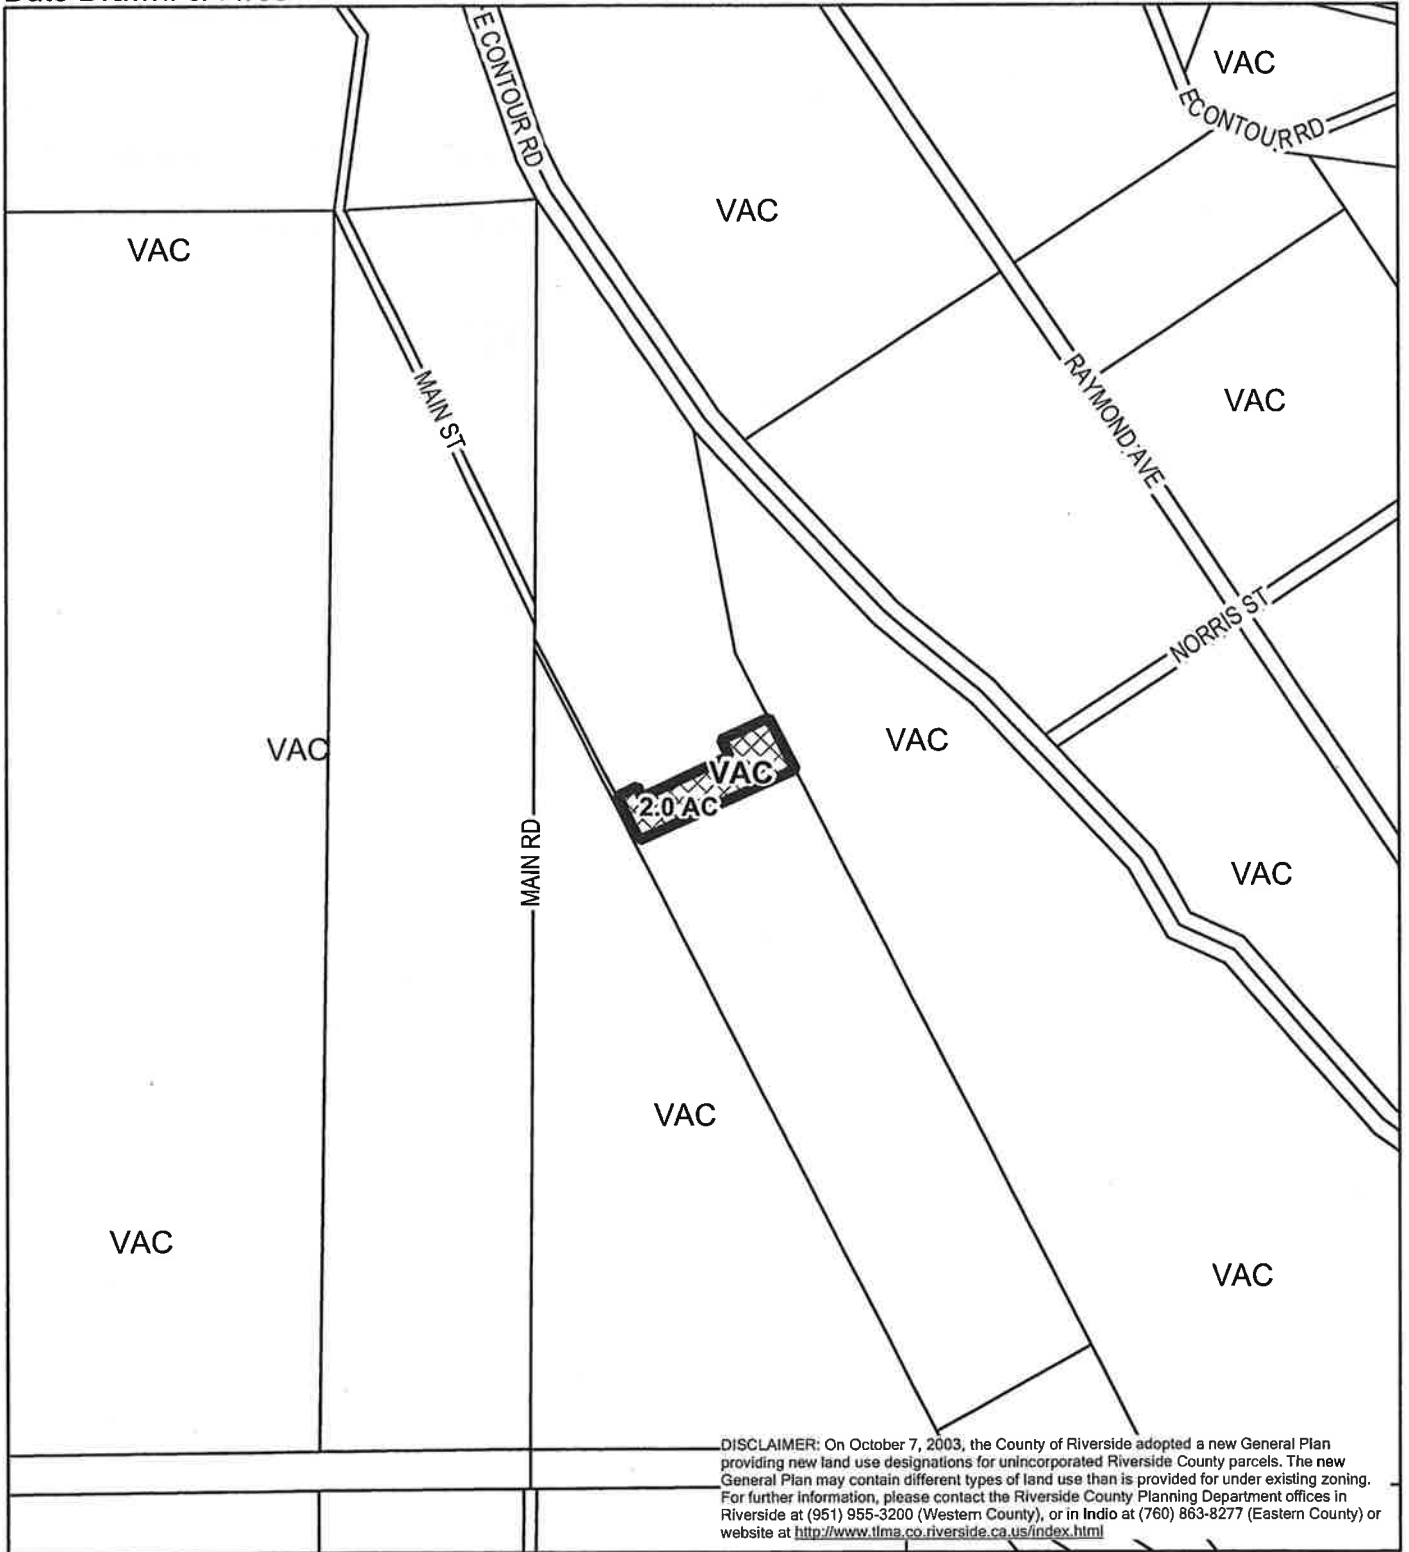 E CONTOUR RD
VAC
E CONTOUR RD
VAC
VAC
MAIN ST
RAYMOND AVE
VAC
NORRIS ST
VAC
VAC
VAC
2.0 AC
MAIN RD
VAC
VAC
VAC
VAC
DISCLAIMER: On October 7, 2003, the County of Riverside adopted a new General Plan
providing new land use designations for unincorporated Riverside County parcels. The new
General Plan may contain different types of land use than is provided for under existing zoning.
For further information, please contact the Riverside County Planning Department offices in
Riverside at (951) 955-3200 (Western County), or in Indio at (760) 863-8277 (Eastern County) or
website at http://www.tlma.co.riverside.ca.us/index.html